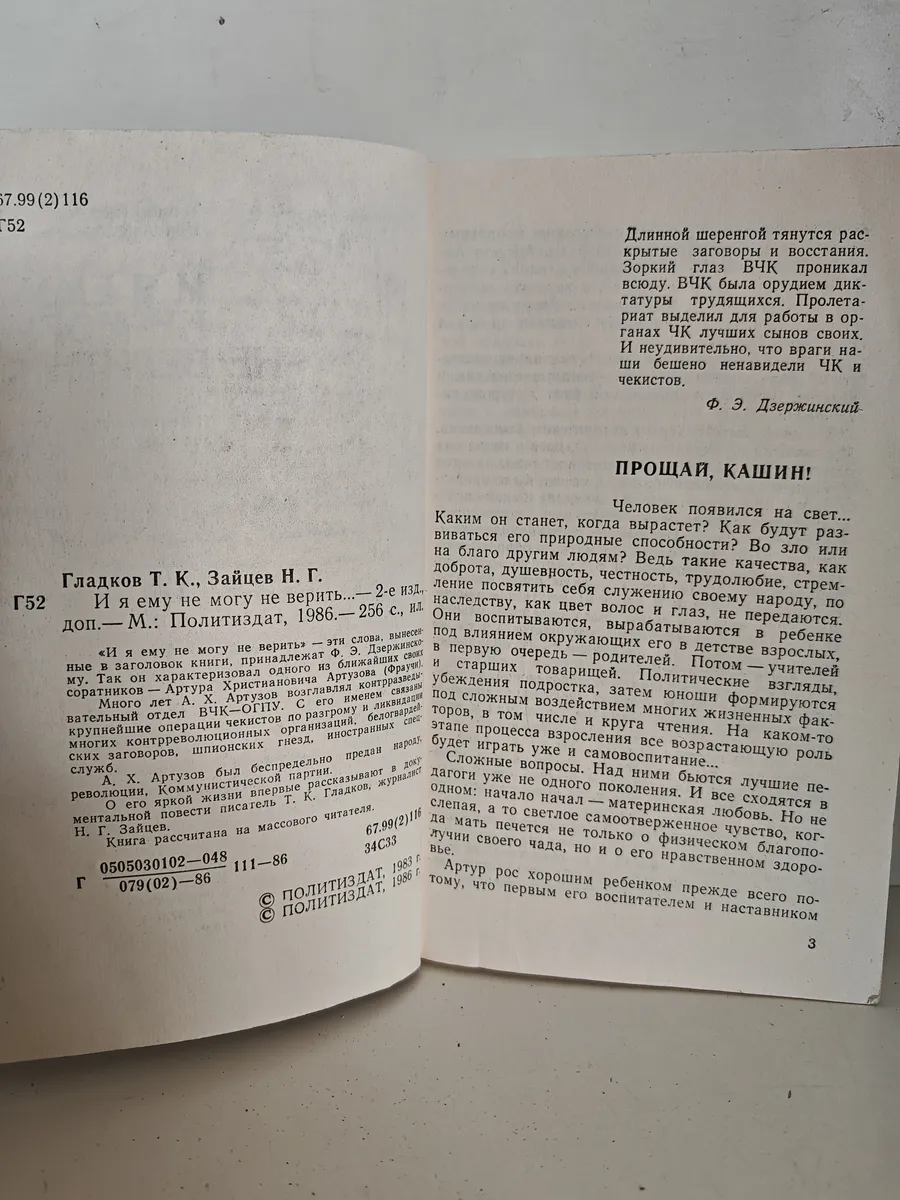 67.99(2)116
Г52
Гладков Т. К., Зайцев Н. Г.
Г52
И я ему не могу не верить...— 2-е изд.,
доп.— М.: Политиздат, 1986.— 256 с., ил.
«И я ему не могу не верить» — эти слова, вынесен-
ные в заголовок книги, принадлежат Ф. Э. Дзержинско-
му. Так он характеризовал одного из ближайших своих
соратников — Артура Христиановича Артузова (Фраучи).
Много лет А. Х. Артузов возглавлял контрразведы-
вательный отдел ВЧК—ОГПУ. С его именем связаны
крупнейшие операции чекистов по разгрому и ликвидации
многих контрреволюционных организаций, белогвардей-
ских заговоров, шпионских гнезд, иностранных спец-
служб.
А. Х. Артузов был беспредельно предан народу,
революции, Коммунистической партии.
О его яркой жизни впервые рассказывают в доку-
ментальной повести писатель Т. К. Гладков, журналист
Н. Г. Зайцев.
Книга рассчитана на массового читателя.
Г 0505030102—048 111—86
079(02)—86
67.99(2)116
34С33
© ПОЛИТИЗДАТ, 1983 г.
© ПОЛИТИЗДАТ, 1986 г.
Длинной шеренгой тянутся рас-
крытые заговоры и восстания.
Зоркий глаз ВЧК проникал
всюду. ВЧК была орудием дик-
татуры трудящихся. Пролета-
риат выделил для работы в ор-
ганах ЧК лучших сынов своих.
И неудивительно, что враги на-
ши бешено ненавидели ЧК и
чекистов.
Ф. Э. Дзержинский
ПРОЩАЙ, КАШИН!
Человек появился на свет...
Каким он станет, когда вырастет? Как будут раз-
виваться его природные способности? Во зло или
на благо другим людям? Ведь такие качества, как
доброта, душевность, честность, трудолюбие, стрем-
ление посвятить себя служению своему народу, по
наследству, как цвет волос и глаз, не передаются.
Они воспитываются, вырабатываются в ребенке
под влиянием окружающих его в детстве взрослых,
в первую очередь — родителей. Потом — учителей
и старших товарищей. Политические взгляды,
убеждения подростка, затем юноши формируются
под сложным воздействием многих жизненных фак-
торов, в том числе и круга чтения. На каком-то
этапе процесса взросления все возрастающую роль
будет играть уже и самовоспитание...
Сложные вопросы. Над ними бьются лучшие пе-
дагоги уже не одного поколения. И все сходятся в
одном: начало начал — материнская любовь. Но не
слепая, а то светлое самоотверженное чувство, ког-
да мать печется не только о физическом благопо-
лучии своего чада, но и о его нравственном здоро-
вье.
Артур рос хорошим ребенком прежде всего по-
тому, что первым его воспитателем и наставником
3